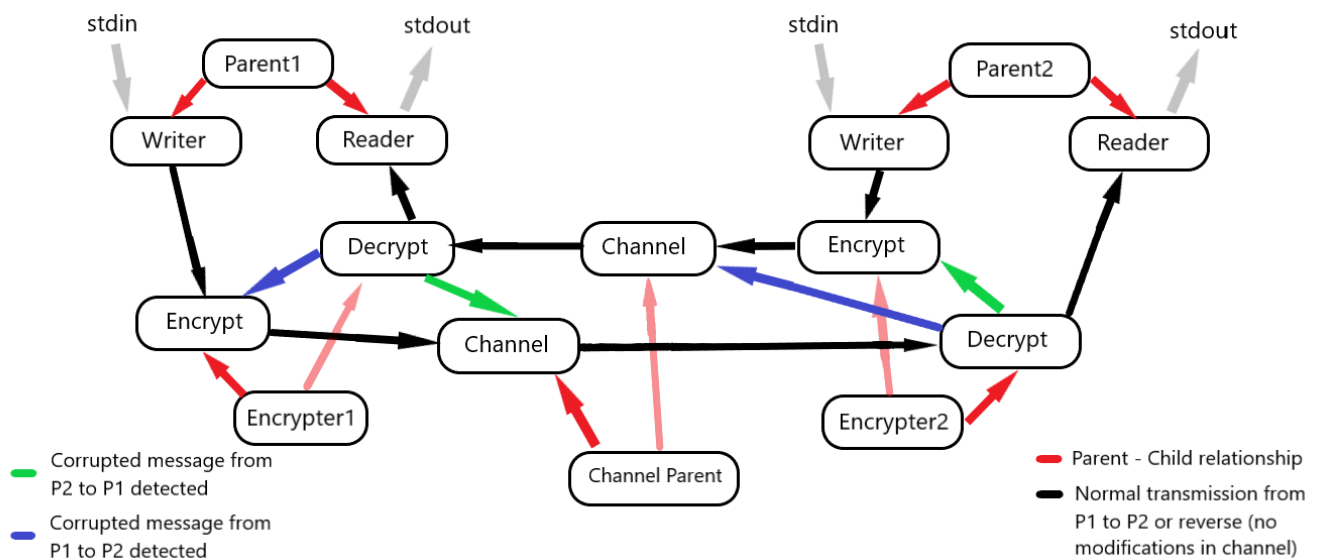 stdin
stdout
stdin
stdout
Parent1
Parent2
Writer
Reader
Writer
Reader
Decrypt
Channel
Encrypt
Encrypt
Channel
Decrypt
Encrypter1
Encrypter2
Channel Parent
Corrupted message from
P2 to P1 detected
Corrupted message from
P1 to P2 detected
Parent - Child relationship
Normal transmission from
P1 to P2 or reverse (no
modifications in channel)